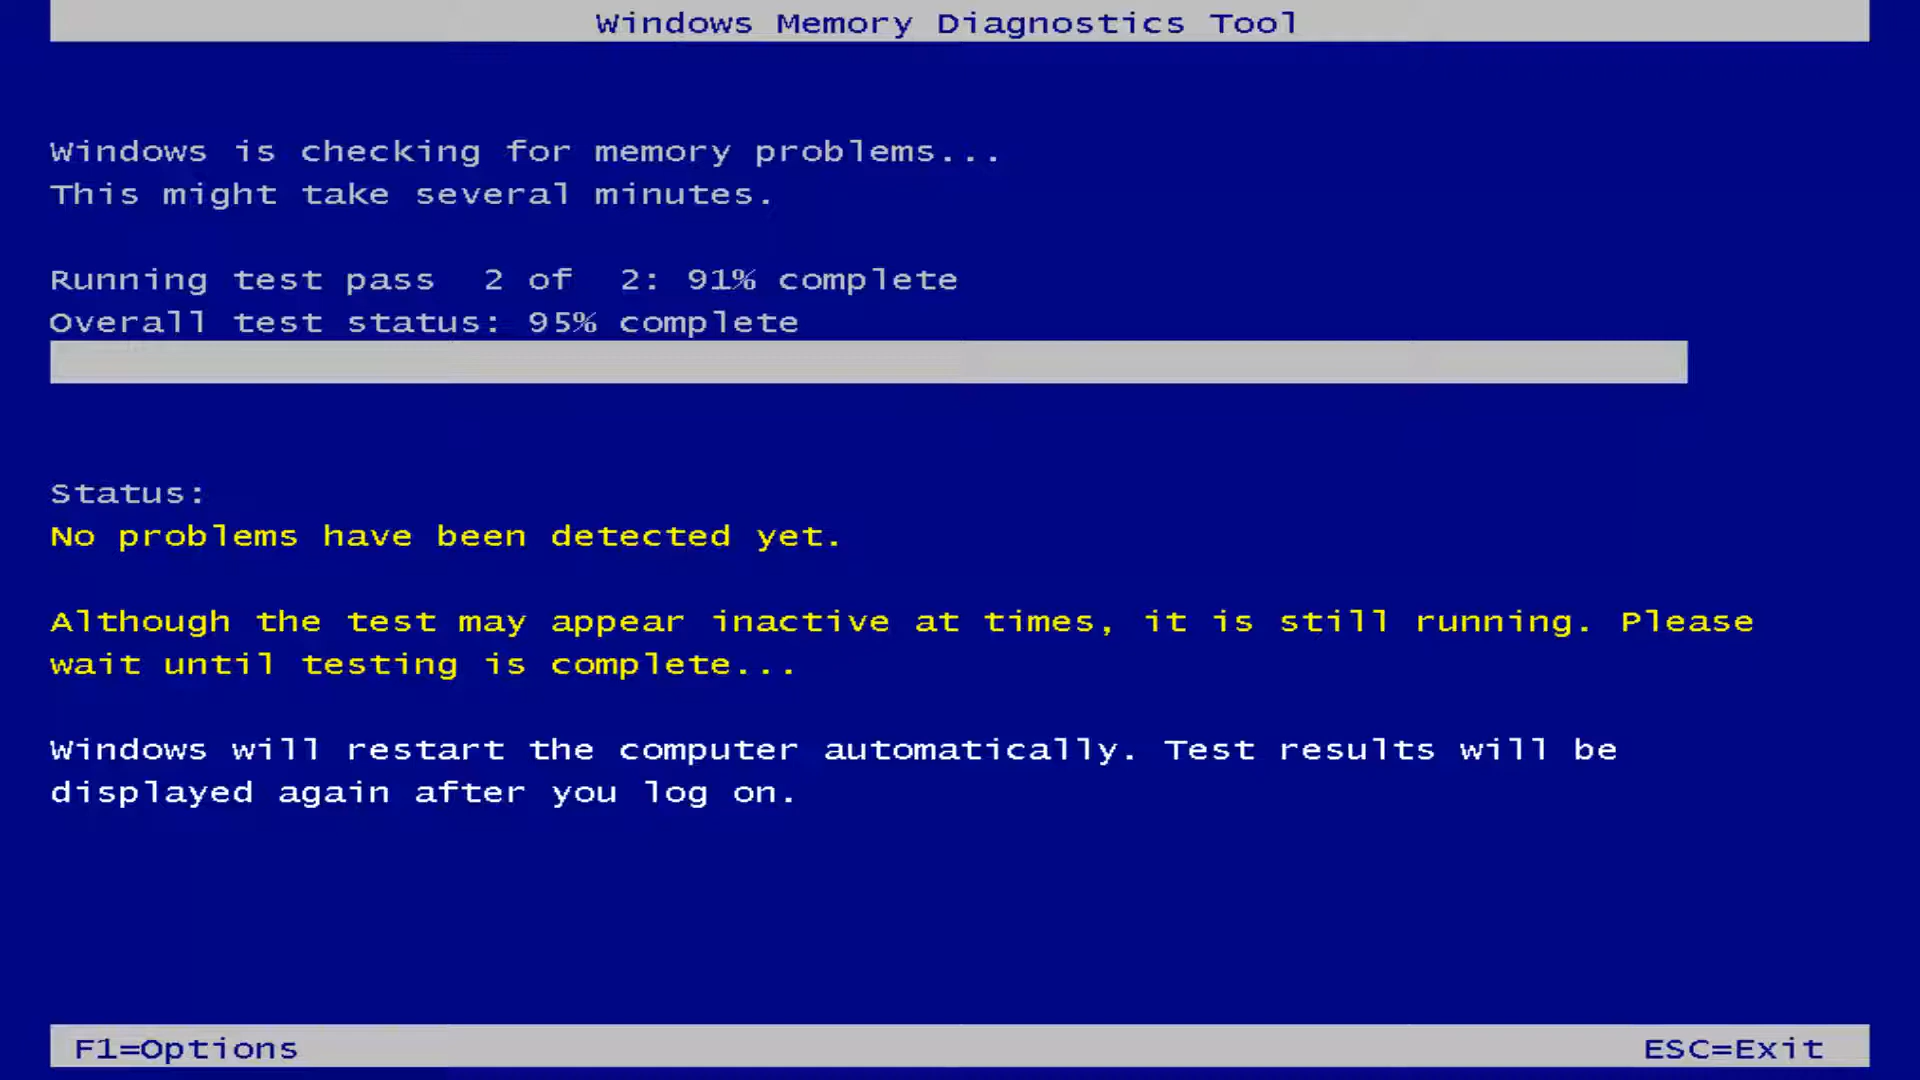 Windows Memory Diagnostics Tool
Windows is checking for memory problems...
This might take several minutes.
Running test pass  2 of  2: 91% complete
Overall test status: 95% complete
Status:
No problems have been detected yet.
Although the test may appear inactive at times, it is still running. Please
wait until testing is complete...
Windows will restart the computer automatically. Test results will be
displayed again after you log on.
F1=Options ESC=Exit